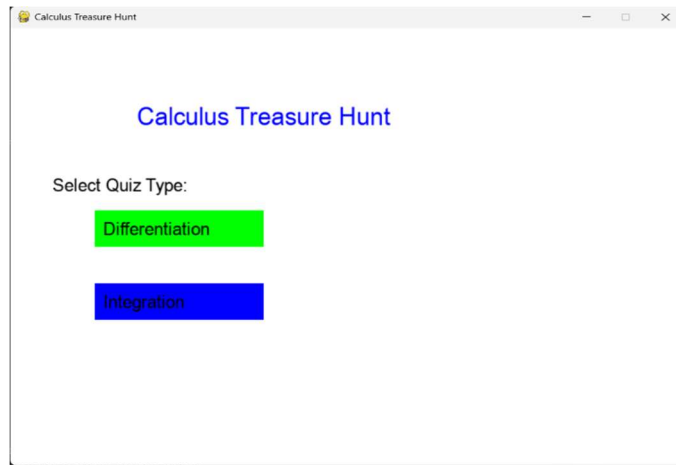 Calculus Treasure Hunt
Calculus Treasure Hunt
Select Quiz Type:
Differentiation
Integration